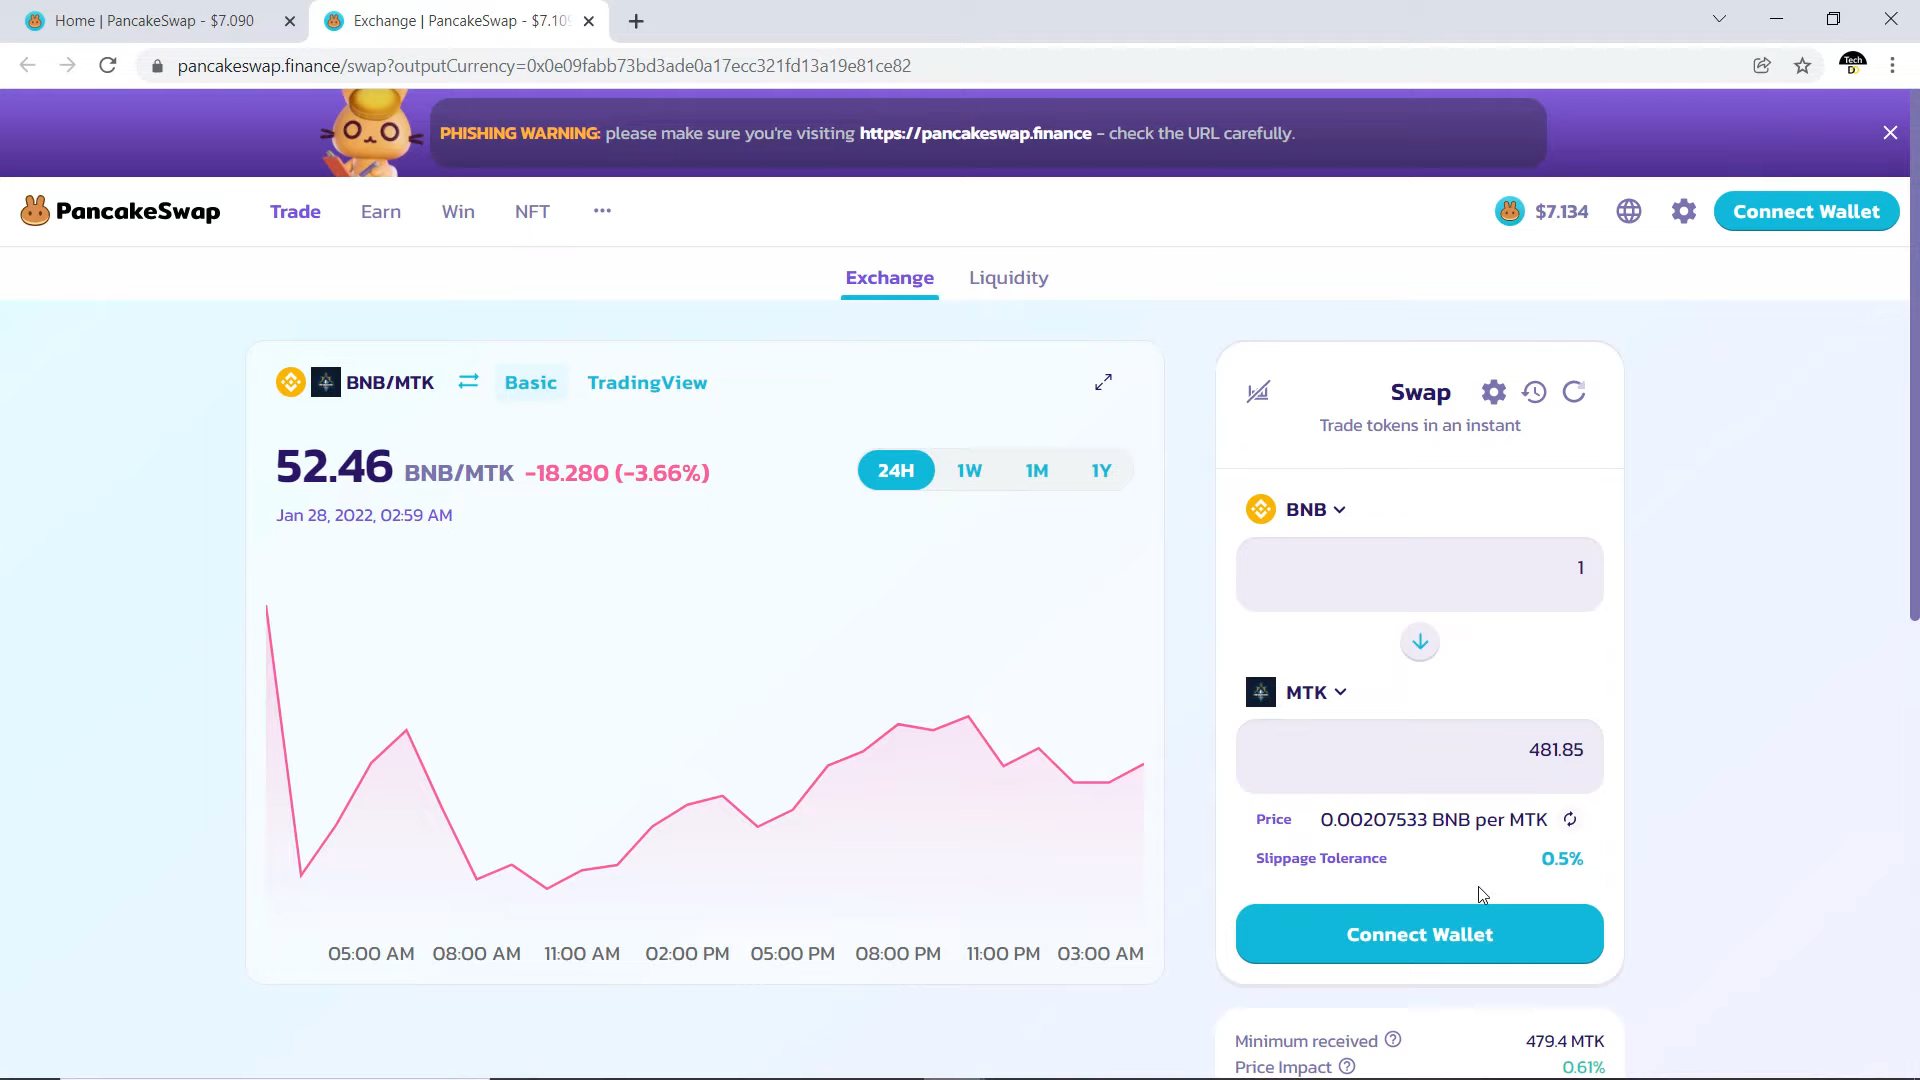 Home | PancakeSwap - $7.090
Exchange | PancakeSwap - $7.105
pancakeswap.finance/swap?outputCurrency=0x0e09fabb73bd3ade0a17ecc321fd13a19e81ce82
Tech
D
PHISHING WARNING: please make sure you're visiting https://pancakeswap.finance - check the URL carefully.
PancakeSwap
Trade
Earn
Win
NFT
$7.134
Connect Wallet
Exchange
Liquidity
BNB/MTK
Basic
TradingView
52.46 BNB/MTK -18.280 (-3.66%)
24H
1W
1M
1Y
Jan 28, 2022, 02:59 AM
05:00 AM
08:00 AM
11:00 AM
02:00 PM
05:00 PM
08:00 PM
11:00 PM
03:00 AM
Swap
Trade tokens in an instant
BNB
1
MTK
481.85
Price 0.00207533 BNB per MTK
Slippage Tolerance 0.5%
Connect Wallet
Minimum received 479.4 MTK
Price Impact 0.61%